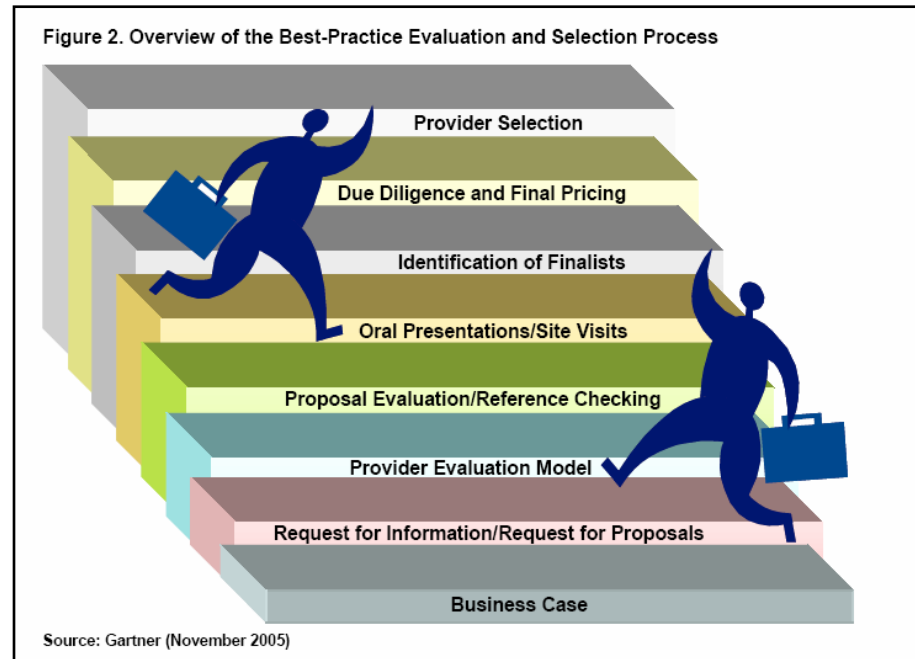 Figure 2. Overview of the Best-Practice Evaluation and Selection Process
Provider Selection
Due Diligence and Final Pricing
Identification of Finalists
Oral Presentations/Site Visits
Proposal Evaluation/Reference Checking
Provider Evaluation Model
Request for Information/Request for Proposals
Business Case
Source: Gartner (November 2005)